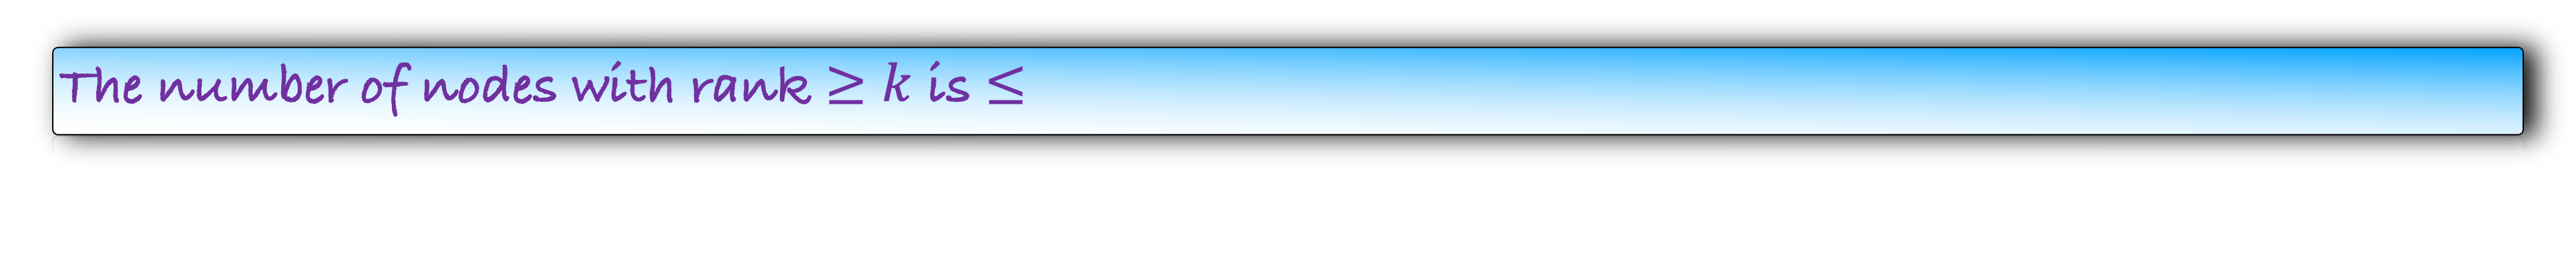 The number of nodes with rank ≥ k is ≤